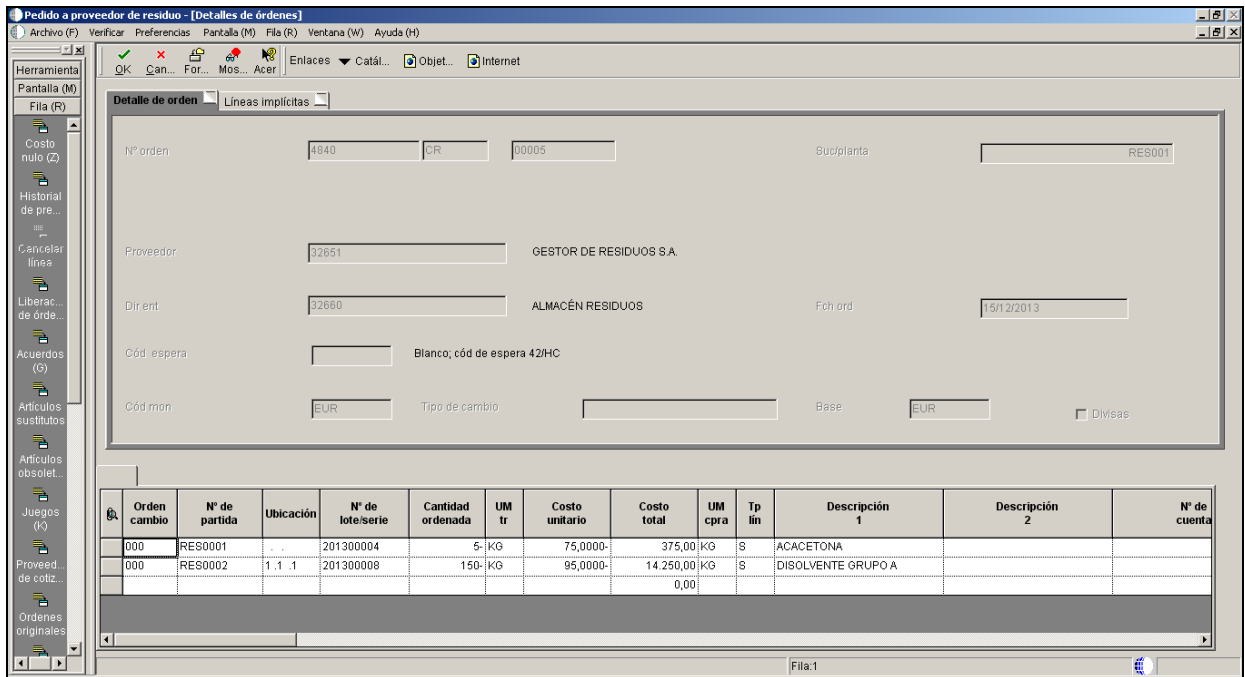 Pedido a proveedor de residuo - [Detalles de órdenes]
Archivo (F) Verificar Preferencias Pantalla (M) Fila (R) Ventana (W) Ayuda (H)
Herramienta
Pantalla (M)
Fila (R)
Costo nulo (Z)
Historial de pre...
Cancelar línea
Liberac... de órde...
Acuerdos (G)
Artículos sustitutos
Artículos obsolet...
Juegos (K)
Proveed... de cotiz...
Ordenes originales
OK Can... For... Mos... Acer Enlaces Catál... Objet... Internet
Detalle de orden Líneas implícitas
Nº orden 4840 CR 00005 Suc/planta RES001
Proveedor 32651 GESTOR DE RESIDUOS S.A.
Dir ent 32660 ALMACÉN RESIDUOS Fch ord 15/12/2013
Cód. espera Blanco; cód de espera 42/HC
Cód mon EUR Tipo de cambio Base EUR Divisas
Orden cambio Nº de partida Ubicación Nº de lote/serie Cantidad ordenada UM tr Costo unitario Costo total UM cpra Tp lín Descripción 1 Descripción 2 Nº de cuenta
000 RES0001 . . 201300004 5- KG 75,0000- 375,00 KG S ACACETONA
000 RES0002 1 .1 .1 201300008 150- KG 95,0000- 14.250,00 KG S DISOLVENTE GRUPO A
0,00
Fila:1